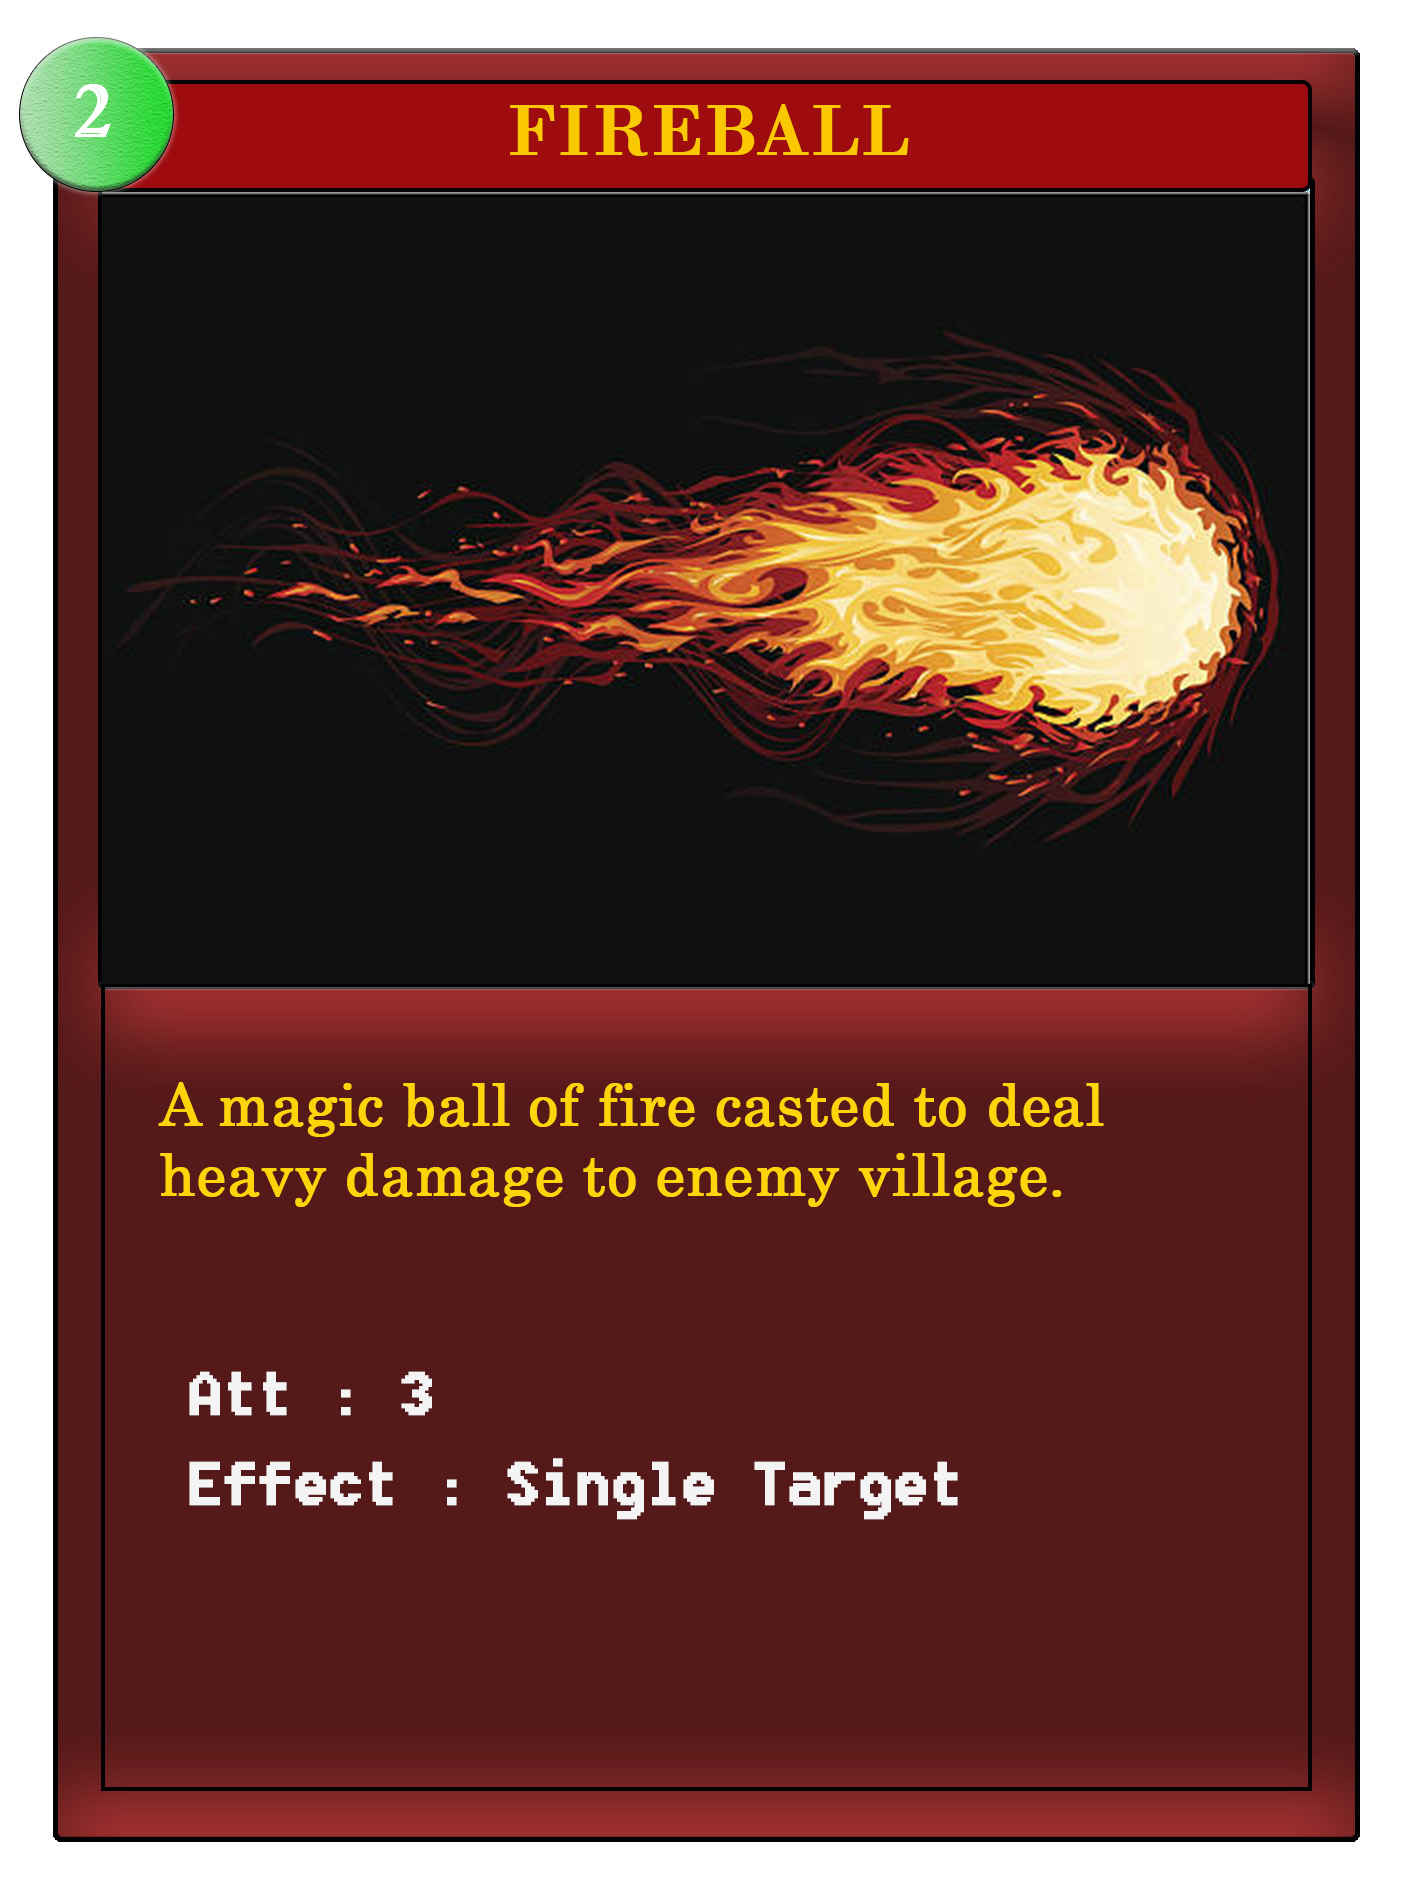 2
FIREBALL
A magic ball of fire casted to deal
heavy damage to enemy village.
Att : 3
Effect : Single Target